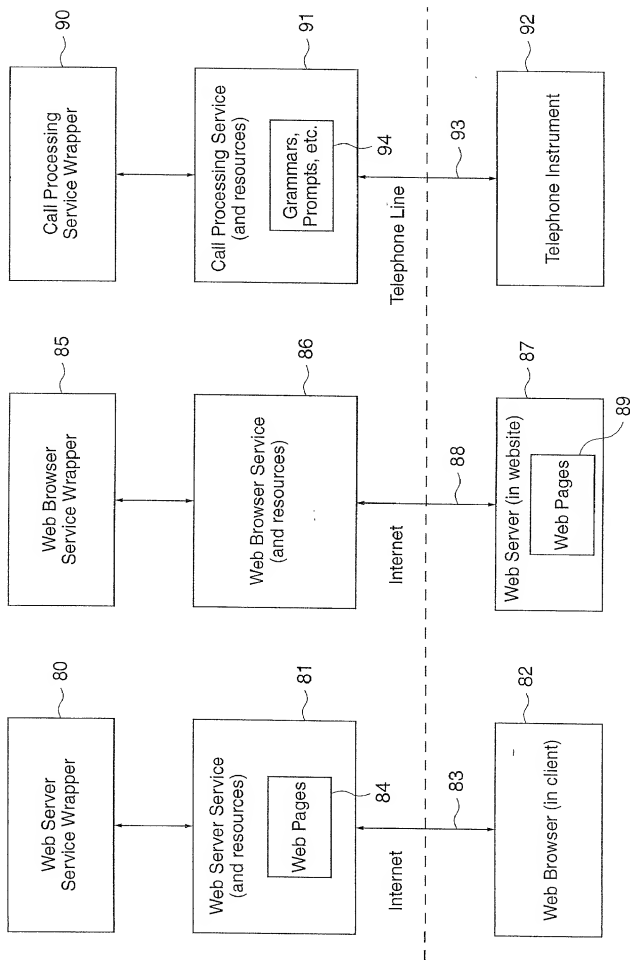 Web Server
Service Wrapper
80
Web Server Service
(and resources)
81
Web Pages
84
Internet
83
Web Browser (in client)
82
Web Browser
Service Wrapper
85
Web Browser Service
(and resources)
86
Internet
88
Web Server (in website)
87
Web Pages
89
Call Processing
Service Wrapper
90
Call Processing Service
(and resources)
91
Grammars,
Prompts, etc.
94
Telephone Line
93
Telephone Instrument
92